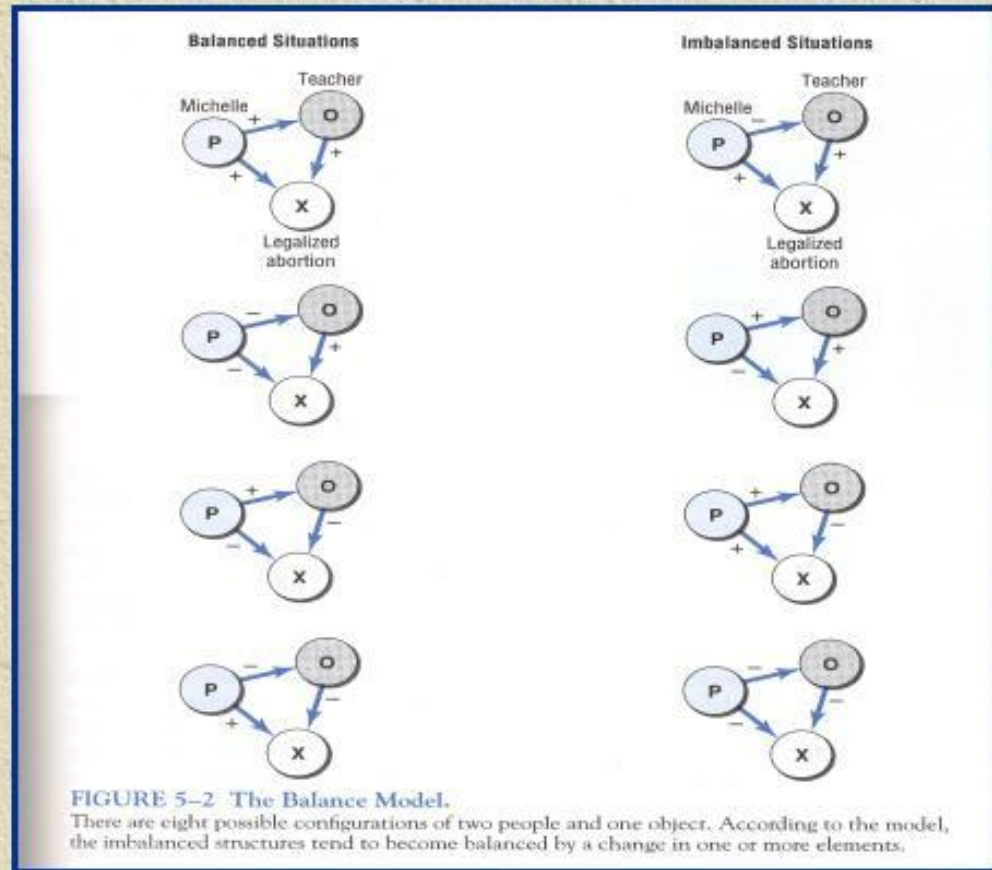 Balanced Situations
Teacher
Michelle
+
O
P
+
+
X
Legalized
abortion
−
O
P
+
−
X
+
O
P
−
−
X
−
O
P
−
+
X
Imbalanced Situations
Teacher
Michelle
−
O
P
+
+
X
Legalized
abortion
+
O
P
+
−
X
+
O
P
−
+
X
−
O
P
−
−
X
FIGURE 5–2 The Balance Model.
There are eight possible configurations of two people and one object. According to the model,
the imbalanced structures tend to become balanced by a change in one or more elements.